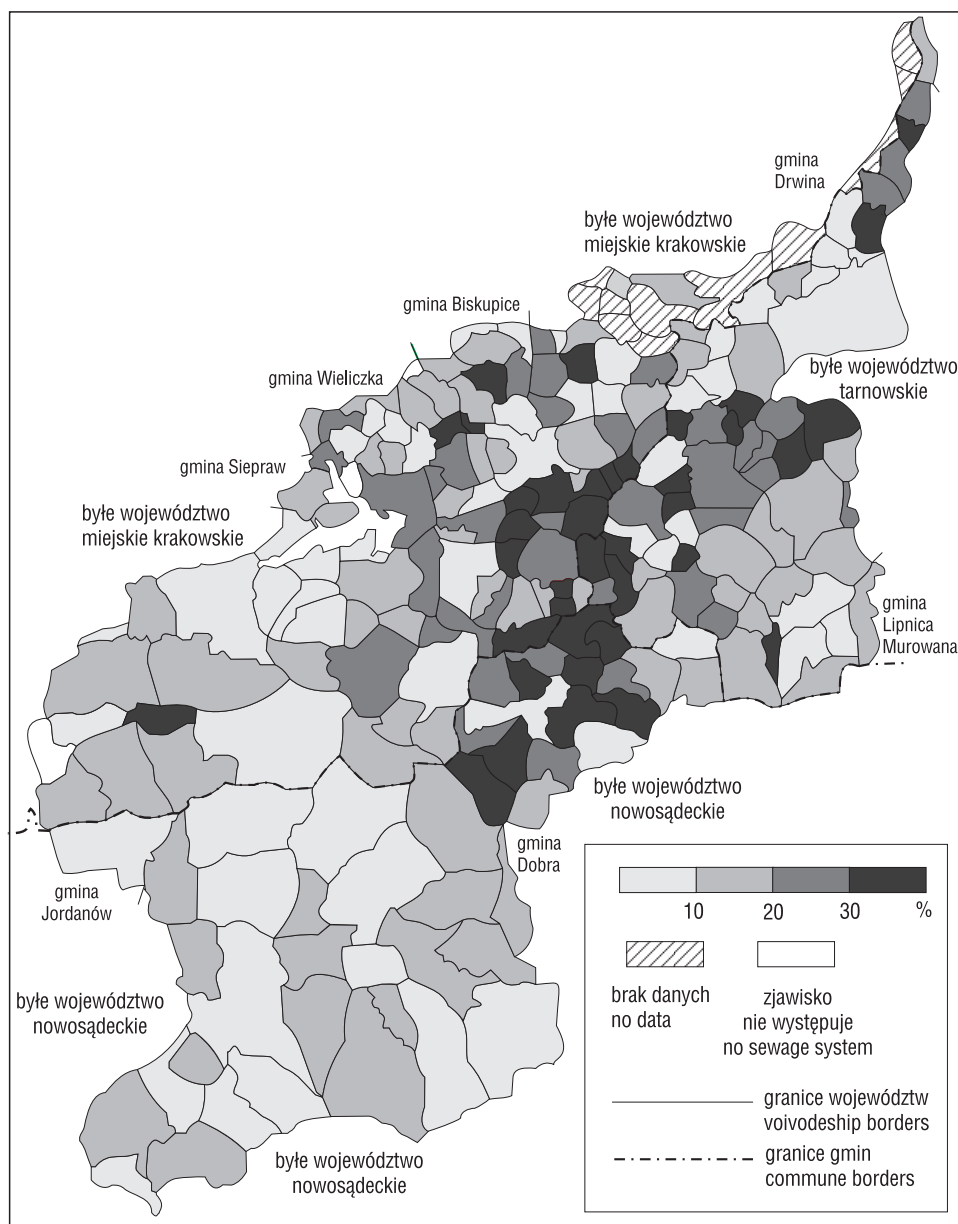 gmina
Drwina
byłe województwo
miejskie krakowskie
gmina Biskupice
gmina Wieliczka
byłe województwo
tarnowskie
gmina Siepraw
byłe województwo
miejskie krakowskie
gmina
Lipnica
Murowana
byłe województwo
nowosądeckie
gmina
Dobra
gmina
Jordanów
byłe województwo
nowosądeckie
byłe województwo
nowosądeckie
10 20 30 %
brak danych
no data
zjawisko
nie występuje
no sewage system
granice województw
voivodeship borders
granice gmin
commune borders